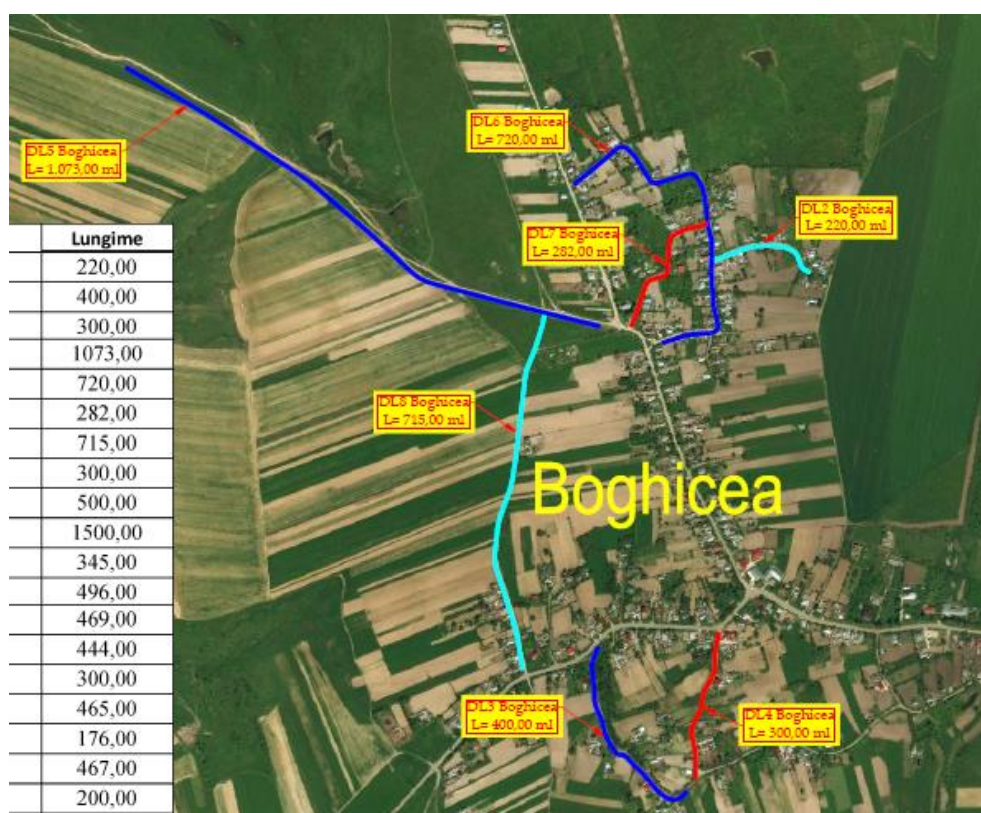 DL6 Boghicea
L= 720,00 ml
DL5 Boghicea
L= 1.073,00 ml
DL2 Boghicea
L= 220,00 ml
DL7 Boghicea
L= 282,00 ml
Lungime
220,00
400,00
300,00
1073,00
720,00
282,00
715,00
300,00
500,00
1500,00
345,00
496,00
469,00
444,00
300,00
465,00
176,00
467,00
200,00
DL8 Boghicea
L= 715,00 ml
Boghicea
DL3 Boghicea
L= 400,00 ml
DL4 Boghicea
L= 300,00 ml